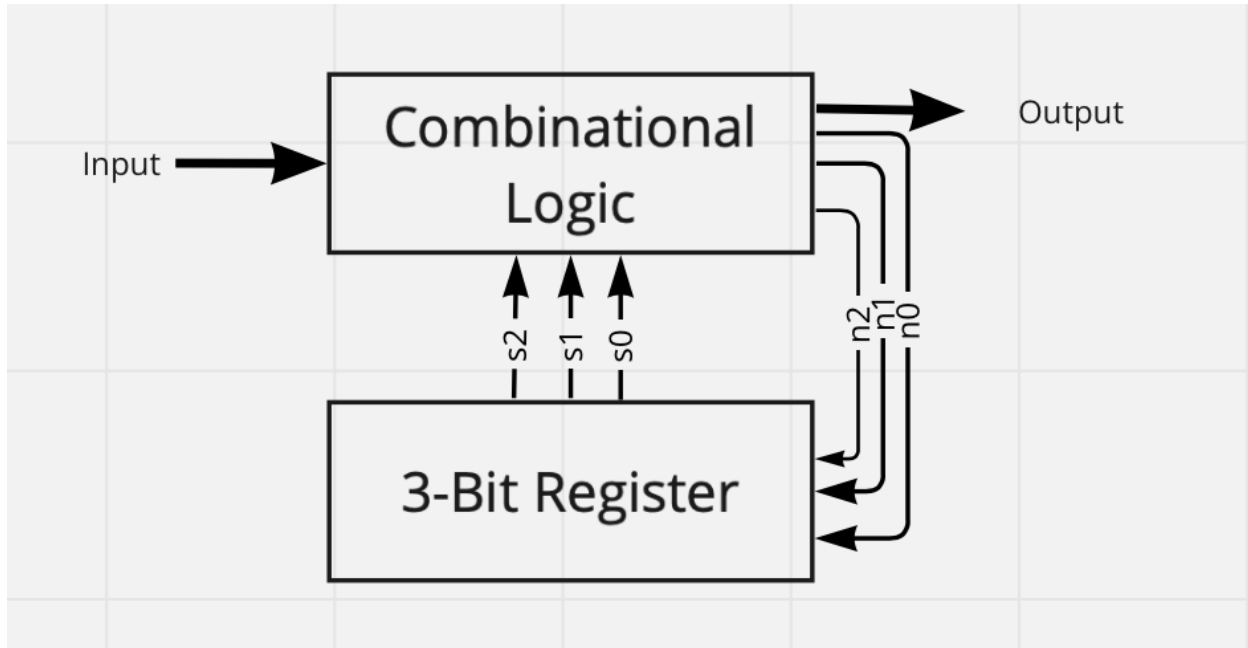 Combinational
Logic
Output
Input
n2
n1
n0
s2
s1
s0
3-Bit Register